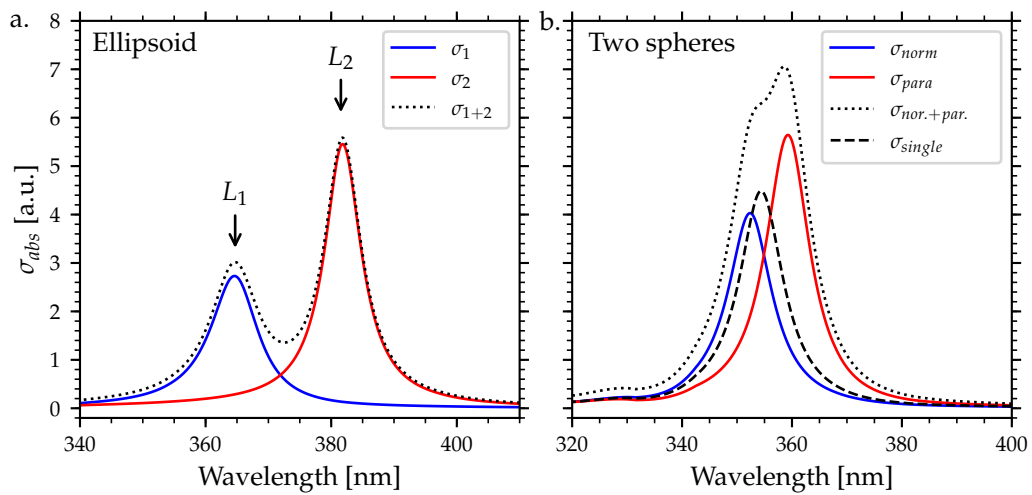 a.
Ellipsoid
σ1
σ2
σ1+2
L1
L2
σabs [a.u.]
8
7
6
5
4
3
2
1
0
340 360 380 400
Wavelength [nm]
b.
Two spheres
σnorm
σpara
σnor.+par.
σsingle
320 340 360 380 400
Wavelength [nm]